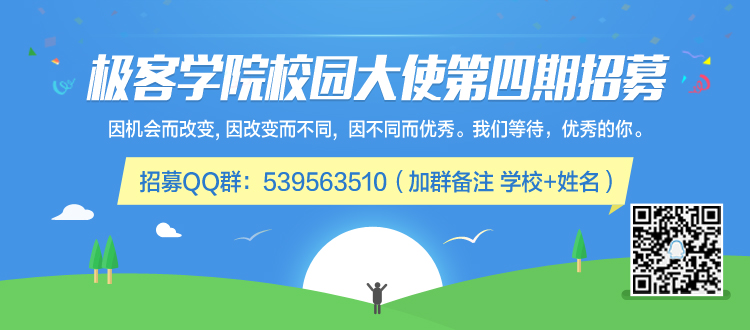 极客学院校园大使第四期招募
因机会而改变，因改变而不同，因不同而优秀。我们等待，优秀的你。
招募QQ群：539563510（加群备注 学校+姓名）